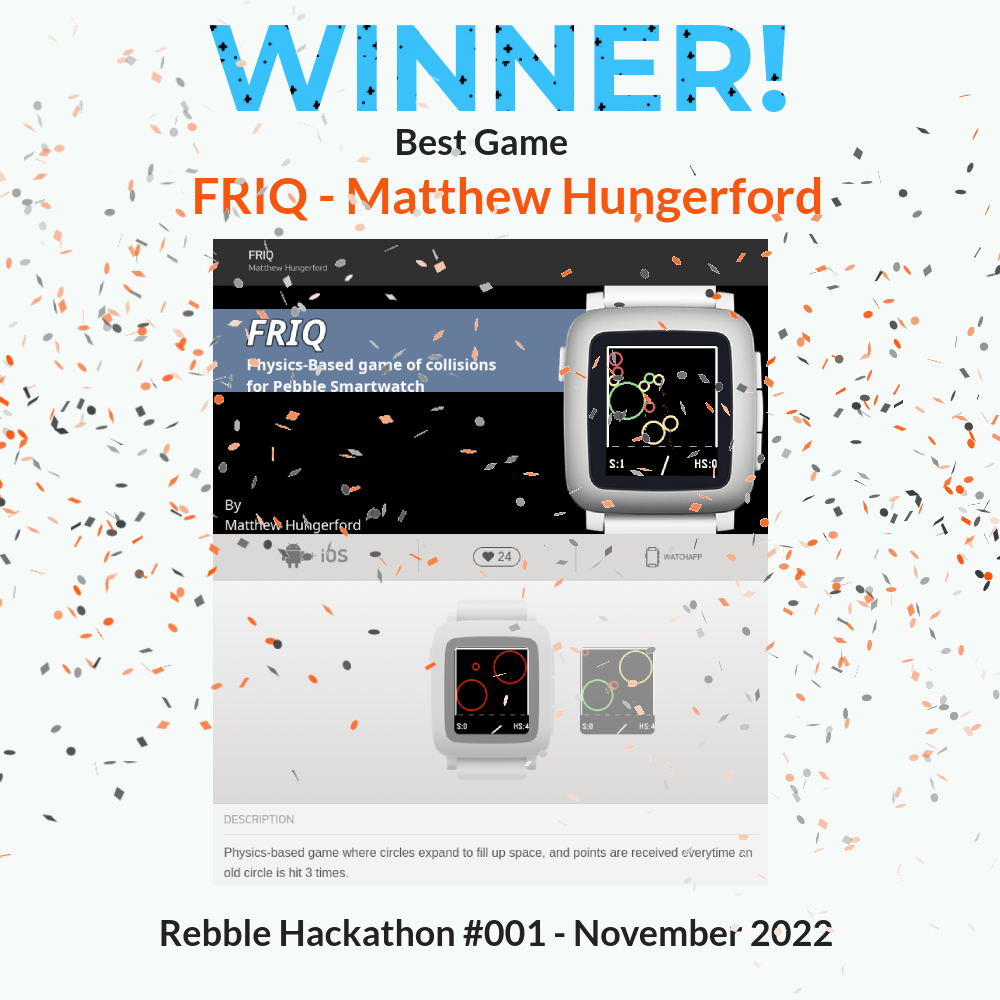 WINNER!
Best Game
FRIQ - Matthew Hungerford
FRIQ
Matthew Hungerford
FRIQ
Physics-Based game of collisions
for Pebble Smartwatch
S:1 HS:0
By
Matthew Hungerford
iOS 24 WATCHAPP
S:0 HS:4
S:0 HS:4
DESCRIPTION
Physics-based game where circles expand to fill up space, and points are received everytime an
old circle is hit 3 times.
Rebble Hackathon #001 - November 2022